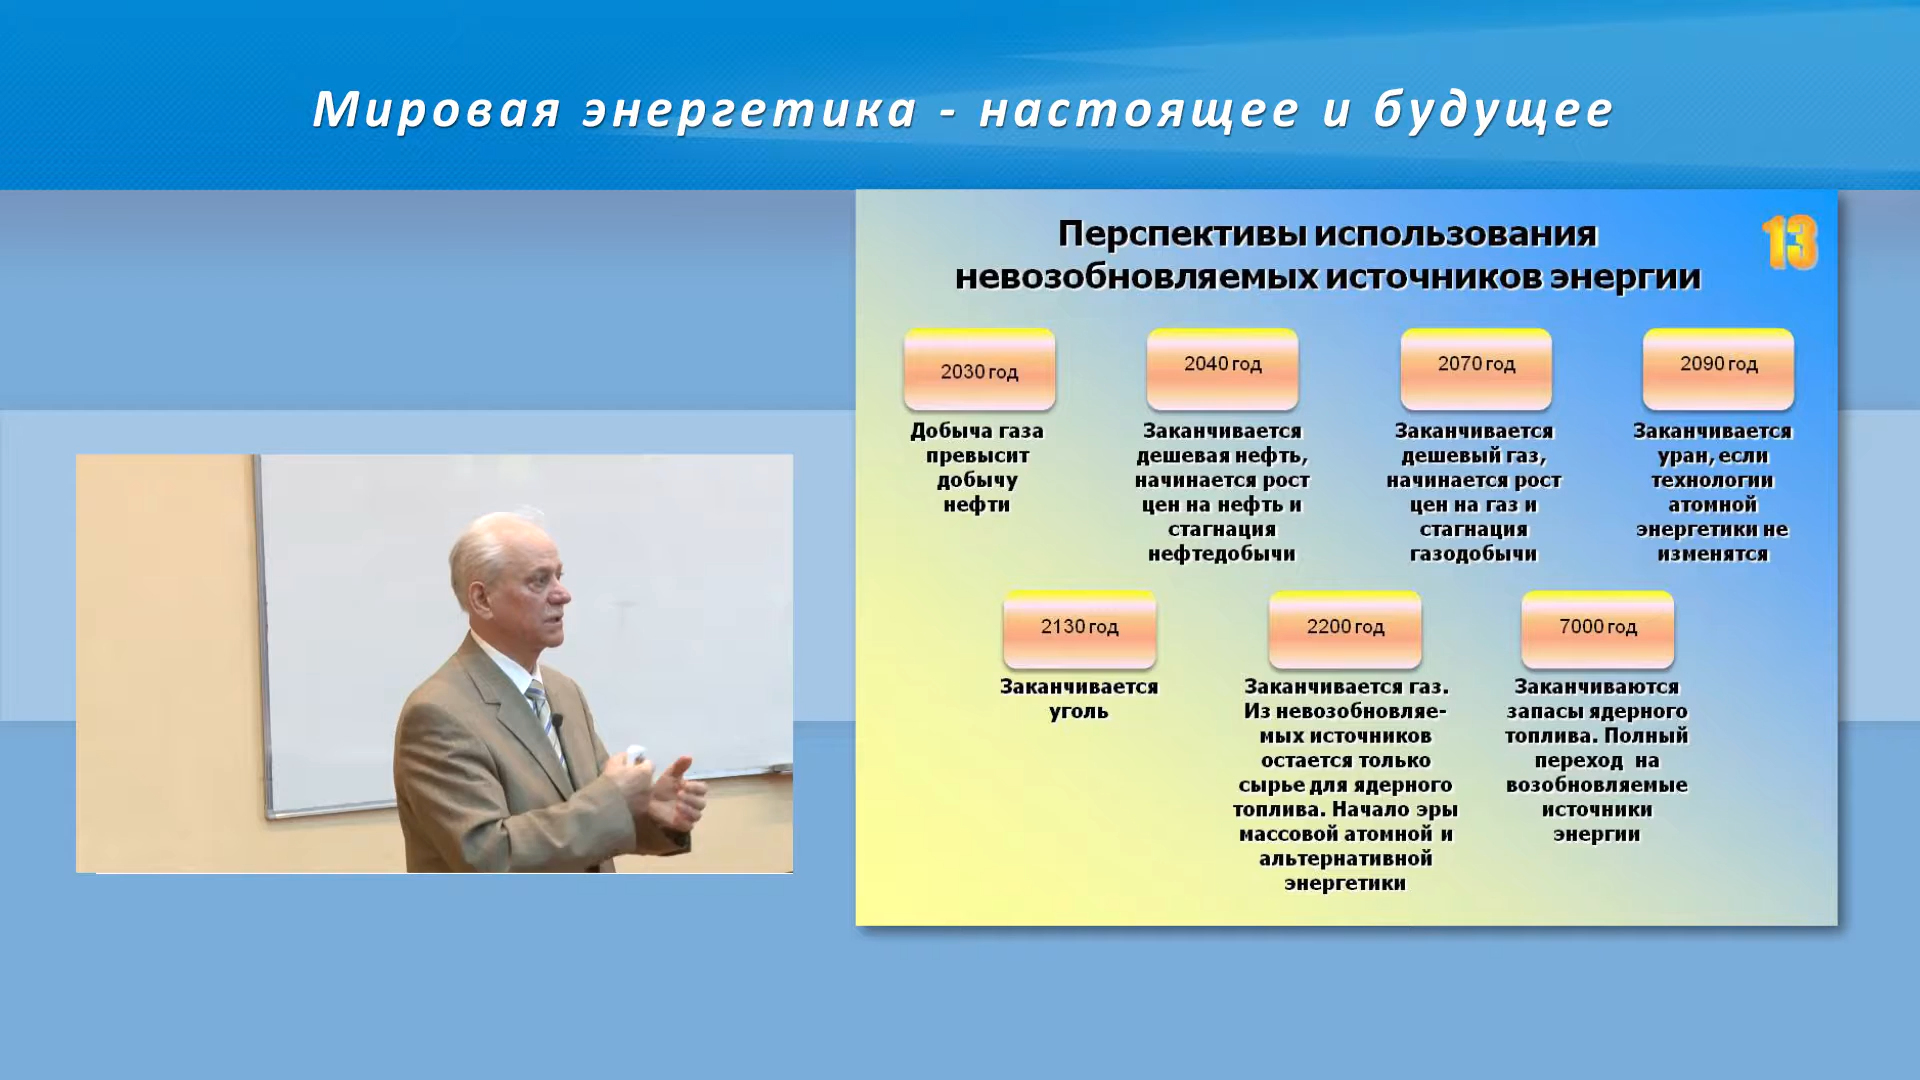 Мировая энергетика - настоящее и будущее
Перспективы использования
невозобновляемых источников энергии
13
2030 год
Добыча газа
превысит
добычу
нефти
2040 год
Заканчивается
дешевая нефть,
начинается рост
цен на нефть и
стагнация
нефтедобычи
2070 год
Заканчивается
дешевый газ,
начинается рост
цен на газ и
стагнация
газодобычи
2090 год
Заканчивается
уран, если
технологии
атомной
энергетики не
изменятся
2130 год
Заканчивается
уголь
2200 год
Заканчивается газ.
Из невозобновляе-
мых источников
остается только
сырье для ядерного
топлива. Начало эры
массовой атомной и
альтернативной
энергетики
7000 год
Заканчиваются
запасы ядерного
топлива. Полный
переход на
возобновляемые
источники
энергии